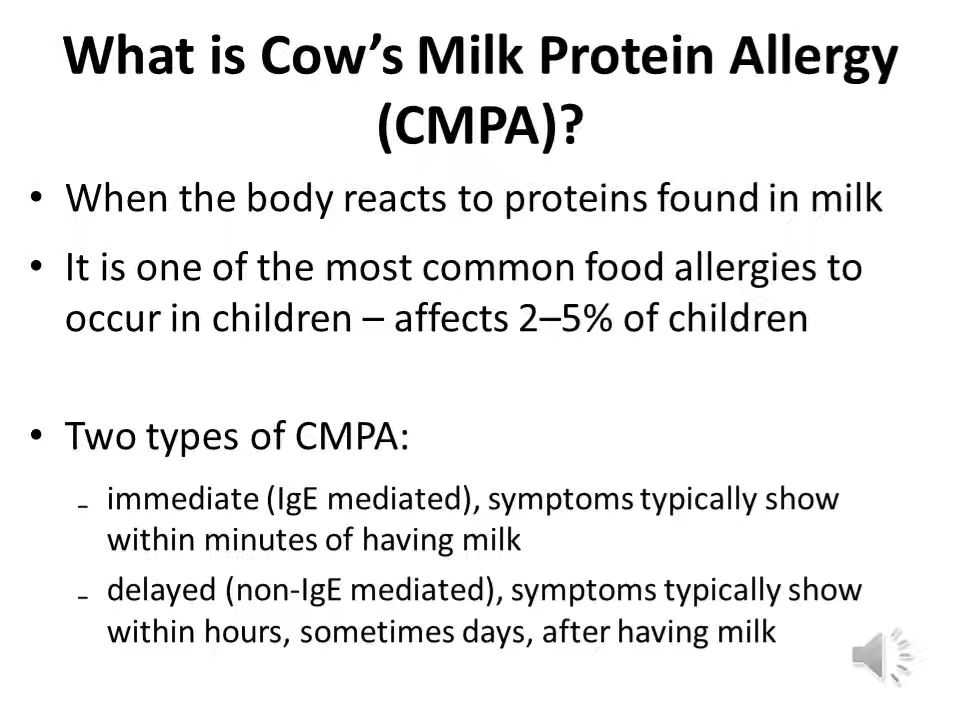 What is Cow’s Milk Protein Allergy
(CMPA)?
• When the body reacts to proteins found in milk
• It is one of the most common food allergies to
occur in children – affects 2–5% of children
• Two types of CMPA:
– immediate (IgE mediated), symptoms typically show
within minutes of having milk
– delayed (non-IgE mediated), symptoms typically show
within hours, sometimes days, after having milk